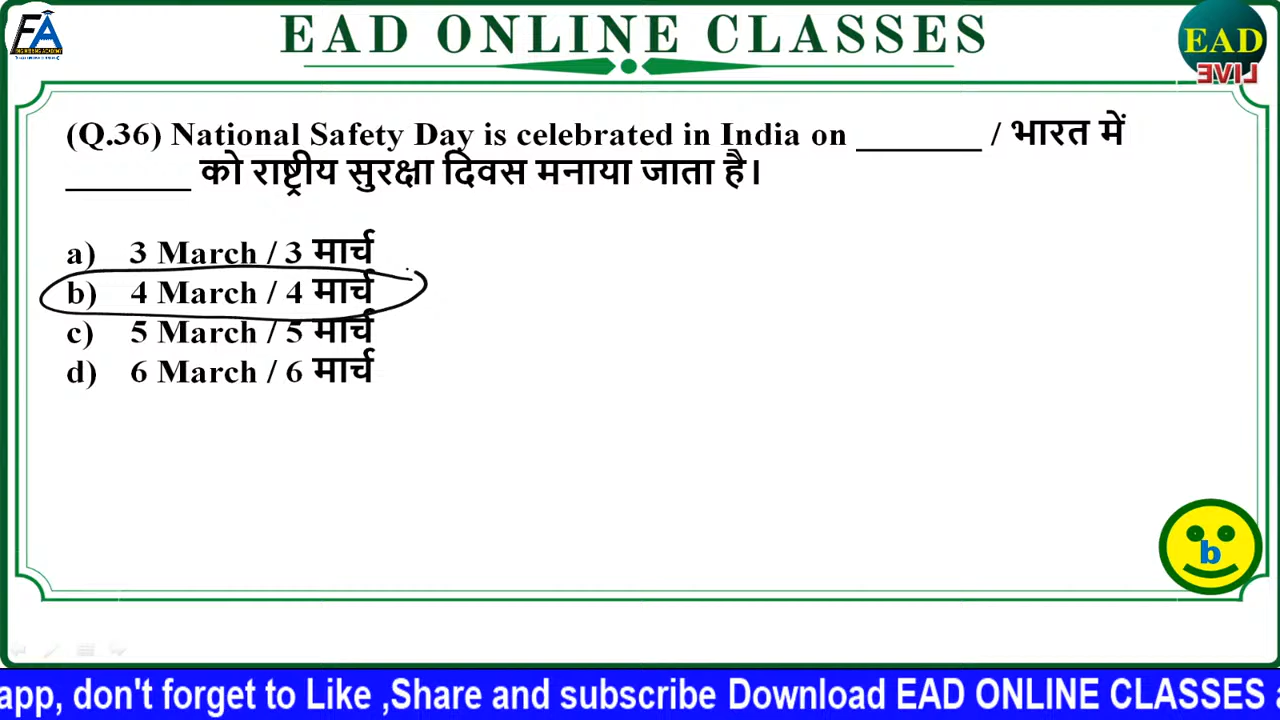 EAD ONLINE CLASSES
EAD
LIVE
(Q.36) National Safety Day is celebrated in India on _______ / भारत में
_______ को राष्ट्रीय सुरक्षा दिवस मनाया जाता है।
a) 3 March / 3 मार्च
b) 4 March / 4 मार्च
c) 5 March / 5 मार्च
d) 6 March / 6 मार्च
b
app, don't forget to Like ,Share and subscribe Download EAD ONLINE CLASSES